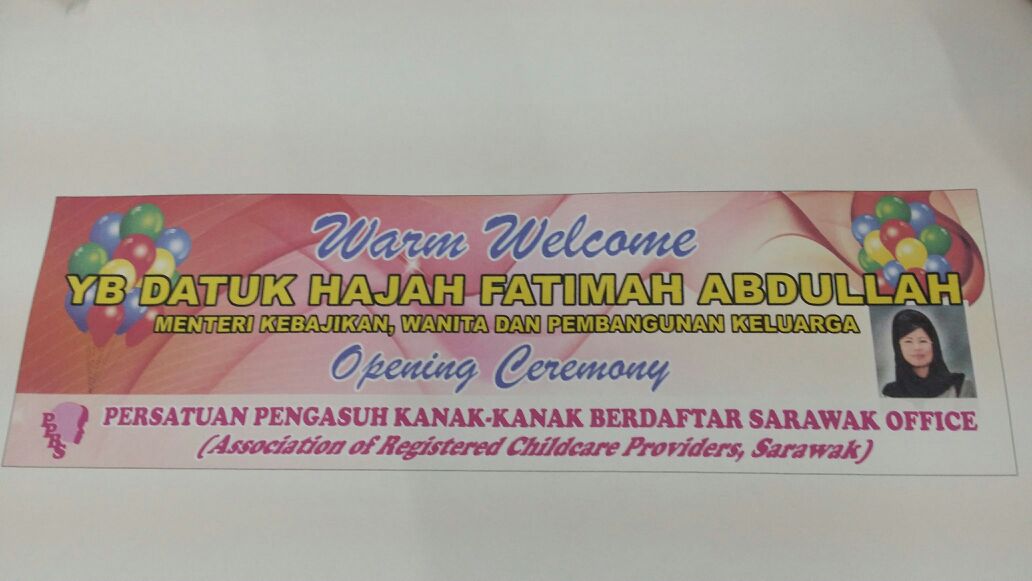 Warm Welcome
YB DATUK HAJAH FATIMAH ABDULLAH
MENTERI KEBAJIKAN, WANITA DAN PEMBANGUNAN KELUARGA
Opening Ceremony
PPBS
PERSATUAN PENGASUH KANAK-KANAK BERDAFTAR SARAWAK OFFICE
(Association of Registered Childcare Providers, Sarawak)